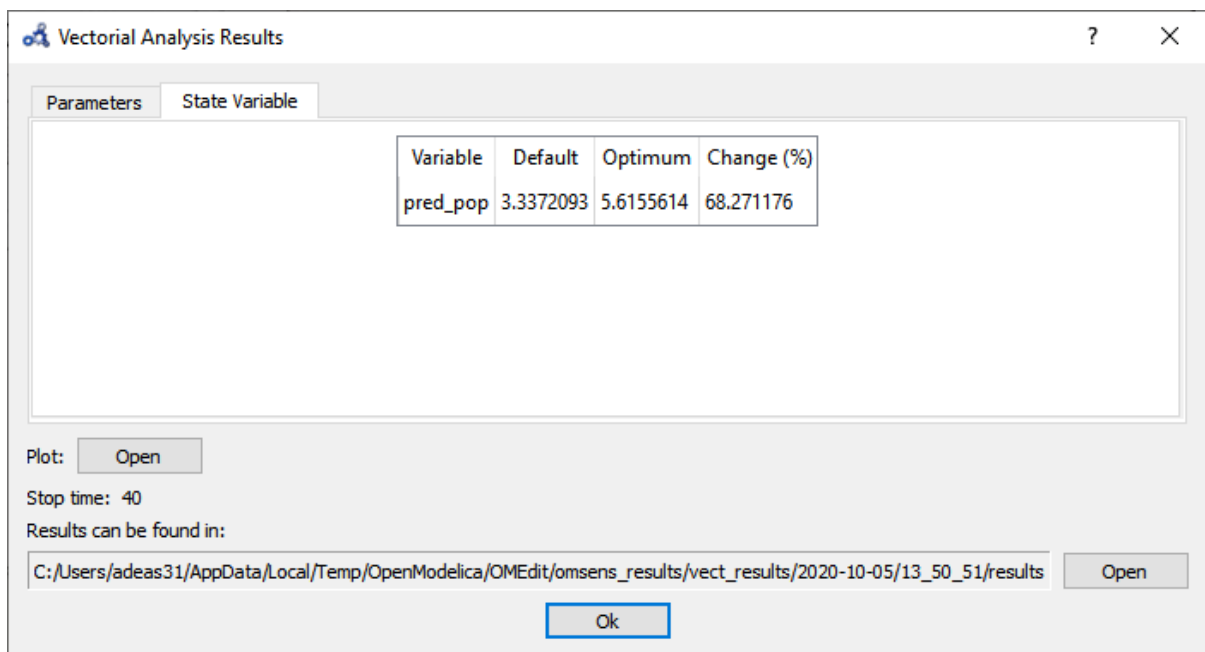 Vectorial Analysis Results ?
Parameters State Variable
Variable Default Optimum Change (%)
pred_pop 3.3372093 5.6155614 68.271176
Plot: Open
Stop time: 40
Results can be found in:
C:/Users/adeas31/AppData/Local/Temp/OpenModelica/OMEdit/omsens_results/vect_results/2020-10-05/13_50_51/results Open
Ok